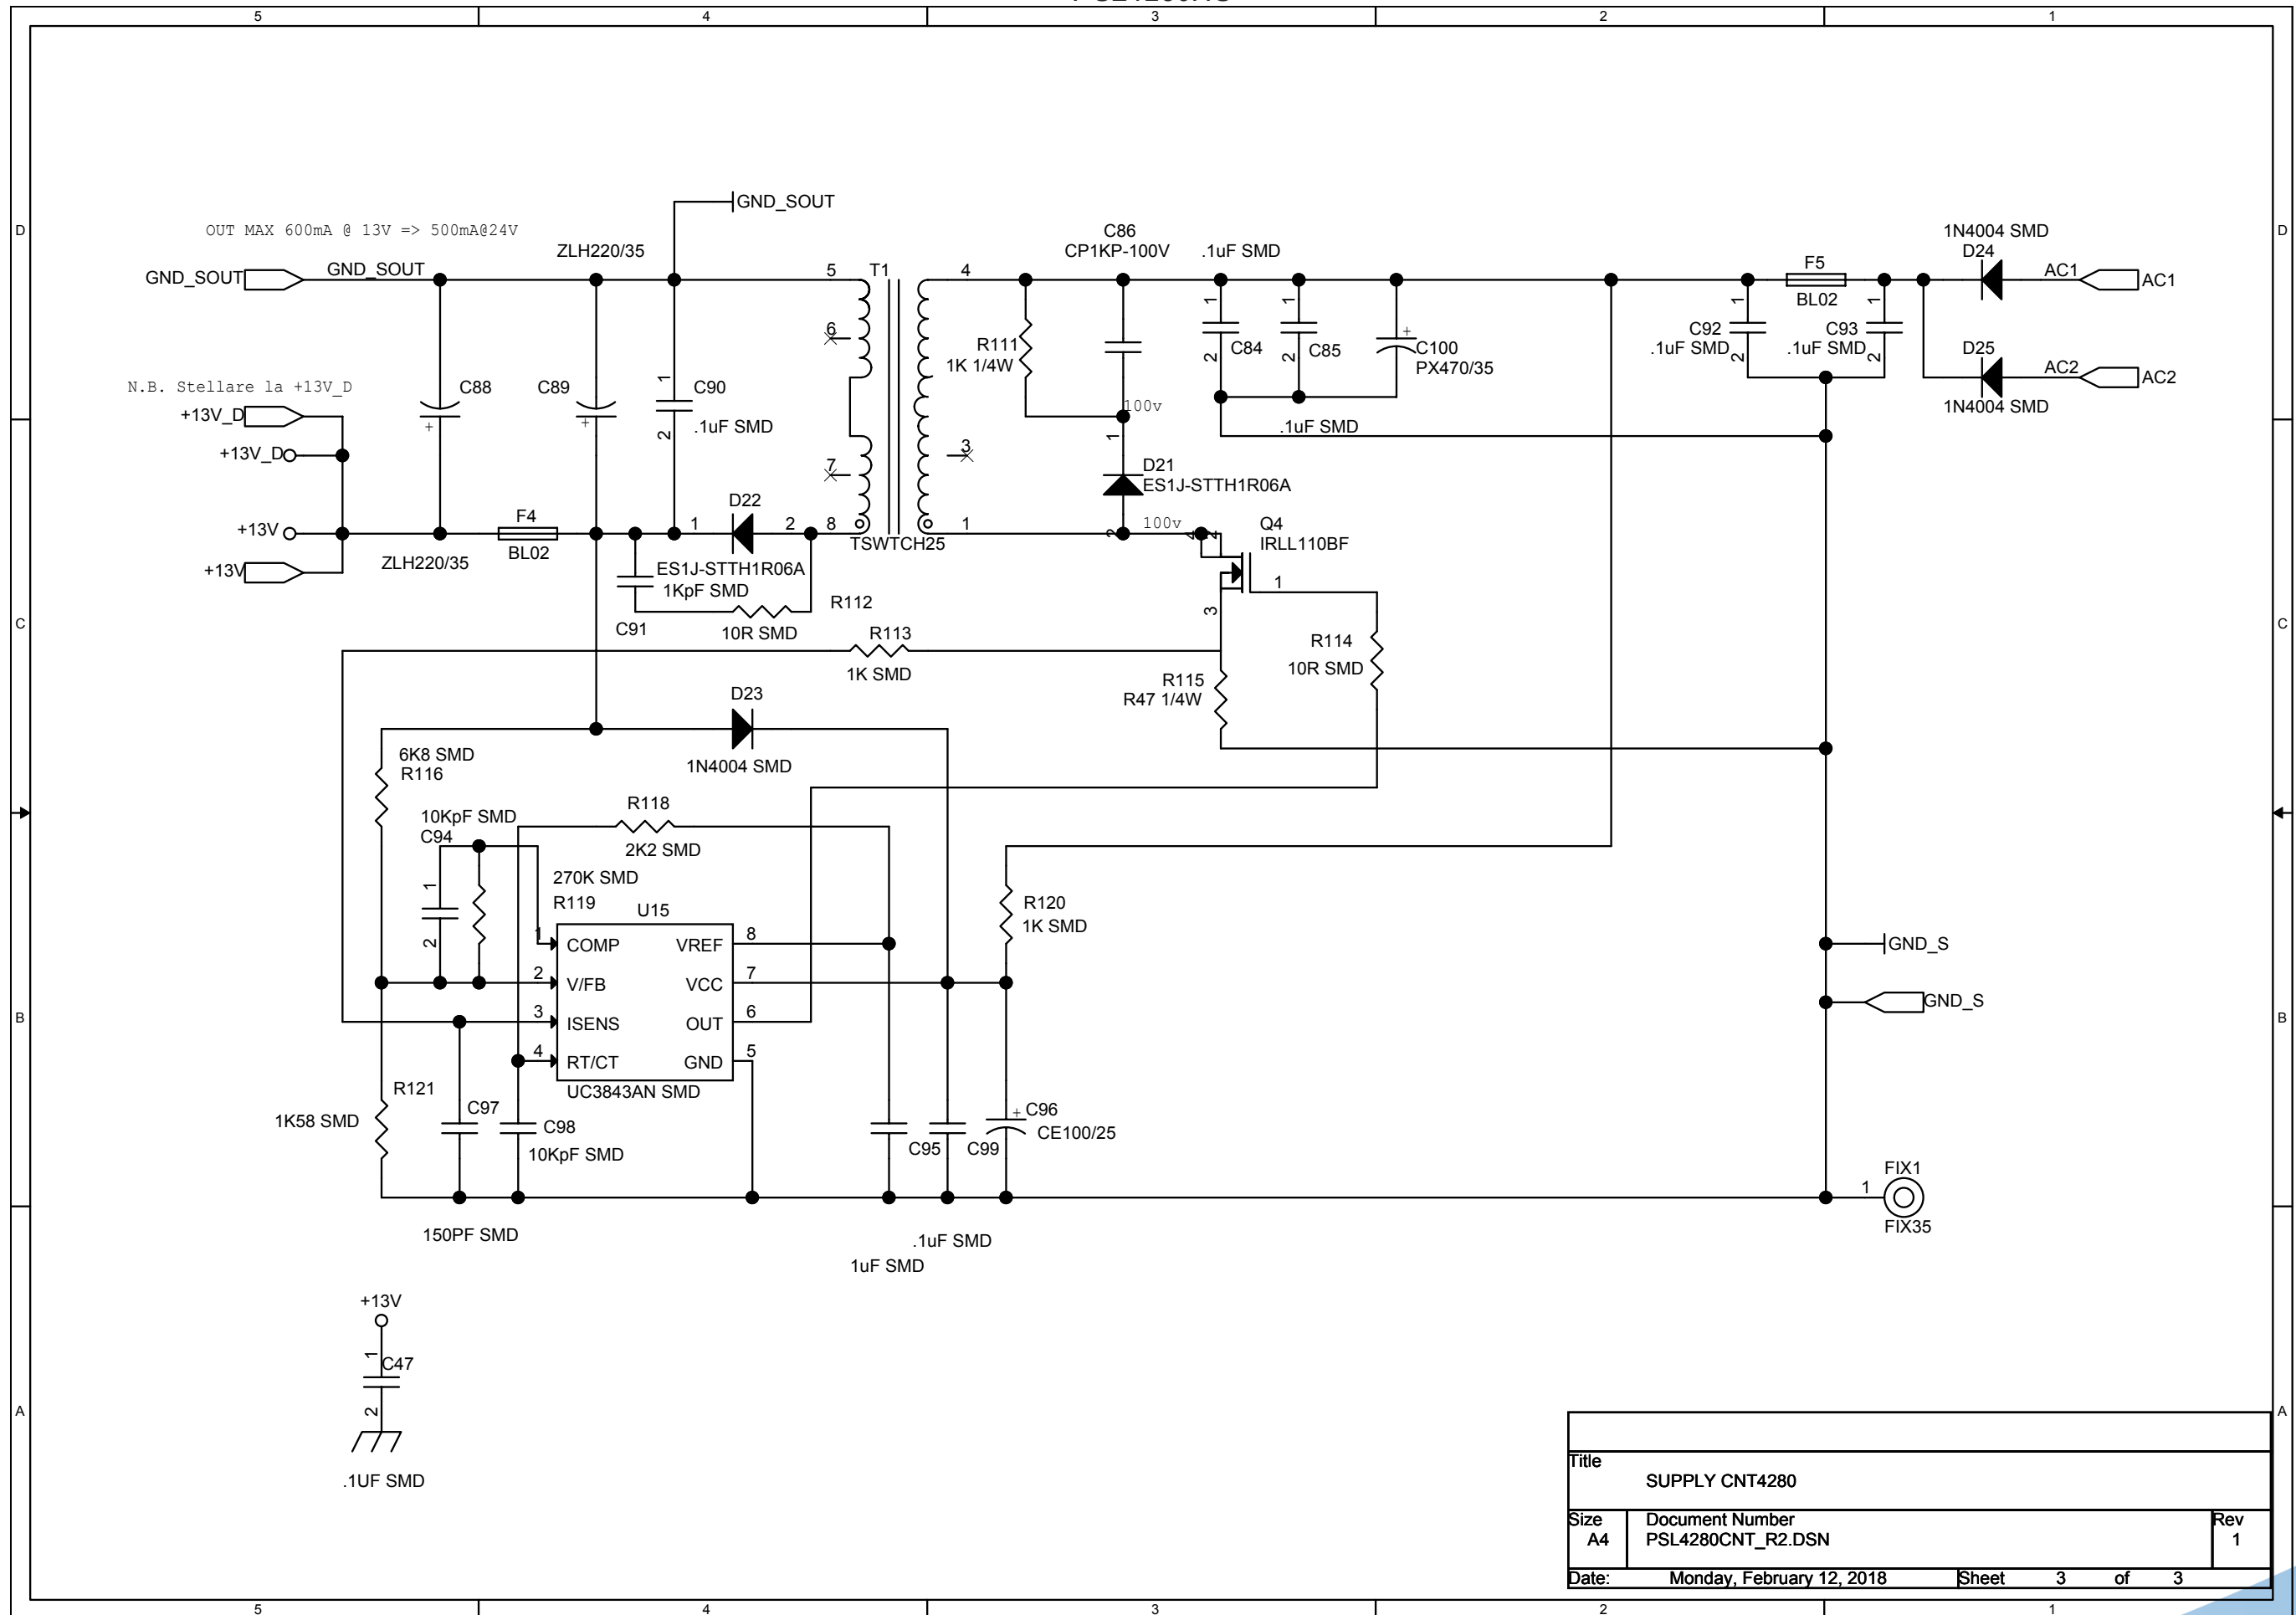 5
4
3
2
1
D
D
GND_SOUT
OUT MAX 600mA @ 13V => 500mA@24V
ZLH220/35
C86
CP1KP-100V
.1uF SMD
1N4004 SMD
D24
GND_SOUT
GND_SOUT
5
T1
4
F5
BL02
AC1
AC1
6
R111
1K 1/4W
1
2
C84
1
2
C85
+
C100
PX470/35
C92
.1uF SMD
1
2
C93
.1uF SMD
1
2
D25
AC2
AC2
1N4004 SMD
N.B. Stellare la +13V_D
+13V_D
+13V_D
C88
+
C89
+
1
C90
.1uF SMD
2
100v
.1uF SMD
3
7
1
D21
ES1J-STTH1R06A
2
D22
1
2
8
TSWTCH25
1
100v
4
2
Q4
IRLL110BF
+13V
+13V
F4
BL02
ZLH220/35
ES1J-STTH1R06A
1KpF SMD
C91
10R SMD
R112
1
3
C
C
R113
1K SMD
R114
10R SMD
R115
R47 1/4W
D23
1N4004 SMD
6K8 SMD
R116
10KpF SMD
C94
R118
2K2 SMD
270K SMD
R119
1
2
U15
R120
1K SMD
1
COMP
VREF
8
2
V/FB
VCC
7
3
ISENS
OUT
6
4
RT/CT
GND
5
UC3843AN SMD
GND_S
GND_S
B
B
R121
1K58 SMD
C97
C98
10KpF SMD
C95
C99
+
C96
CE100/25
FIX1
1
FIX35
150PF SMD
.1uF SMD
1uF SMD
+13V
1
C47
2
.1UF SMD
A
A
Title
SUPPLY CNT4280
Size
A4
Document Number
PSL4280CNT_R2.DSN
Rev
1
Date:
Monday, February 12, 2018
Sheet
3
of
3
5
4
3
2
1